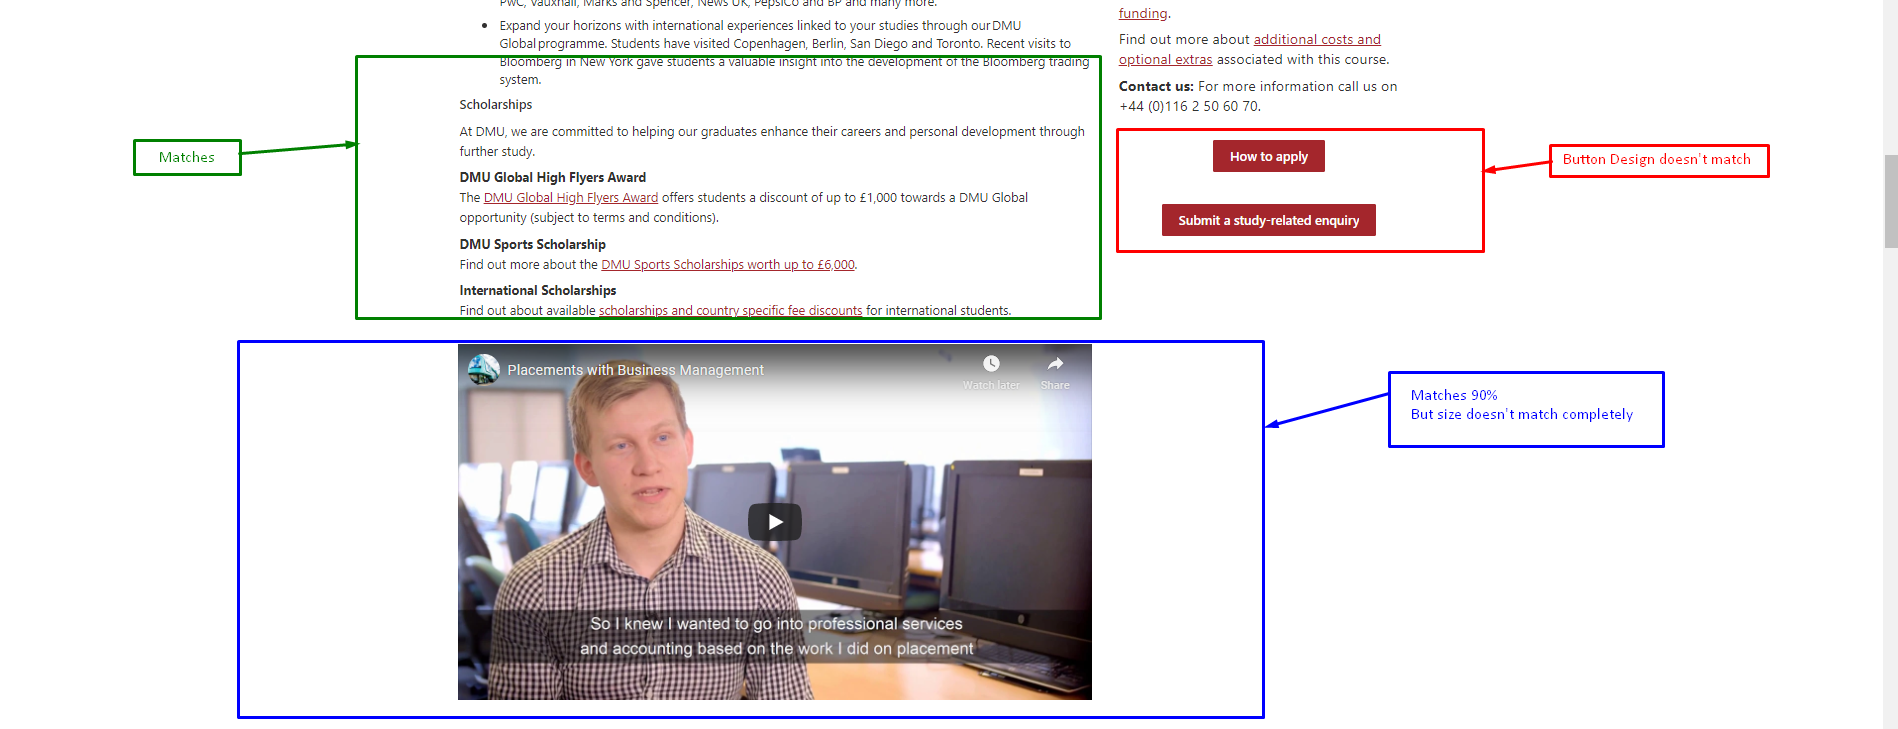 PwC, Vauxhall, Marks and Spencer, News UK, PepsiCo and BP and many more.
• Expand your horizons with international experiences linked to your studies through our DMU
Global programme. Students have visited Copenhagen, Berlin, San Diego and Toronto. Recent visits to
Bloomberg in New York gave students a valuable insight into the development of the Bloomberg trading
system.
Scholarships
At DMU, we are committed to helping our graduates enhance their careers and personal development through
further study.
DMU Global High Flyers Award
The DMU Global High Flyers Award offers students a discount of up to £1,000 towards a DMU Global
opportunity (subject to terms and conditions).
DMU Sports Scholarship
Find out more about the DMU Sports Scholarships worth up to £6,000.
International Scholarships
Find out about available scholarships and country specific fee discounts for international students.
funding.
Find out more about additional costs and
optional extras associated with this course.
Contact us: For more information call us on
+44 (0)116 2 50 60 70.
How to apply
Submit a study-related enquiry
Matches
Button Design doesn't match
Placements with Business Management
Watch later
Share
So I knew I wanted to go into professional services
and accounting based on the work I did on placement
Matches 90%
But size doesn't match completely